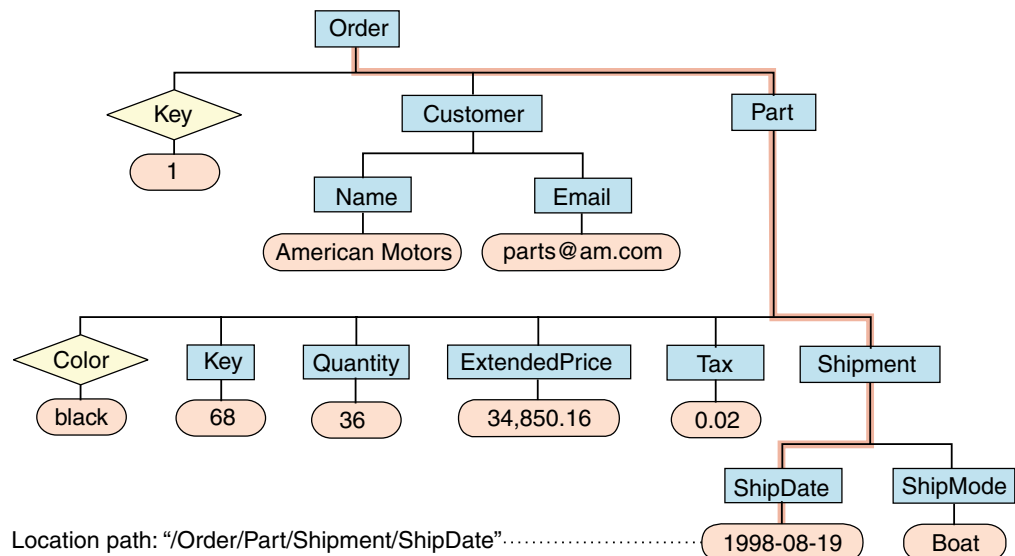 Order
Key
Customer
Part
1
Name
Email
American Motors
parts@am.com
Color
Key
Quantity
ExtendedPrice
Tax
Shipment
black
68
36
34,850.16
0.02
ShipDate
ShipMode
Location path: “/Order/Part/Shipment/ShipDate”
1998-08-19
Boat